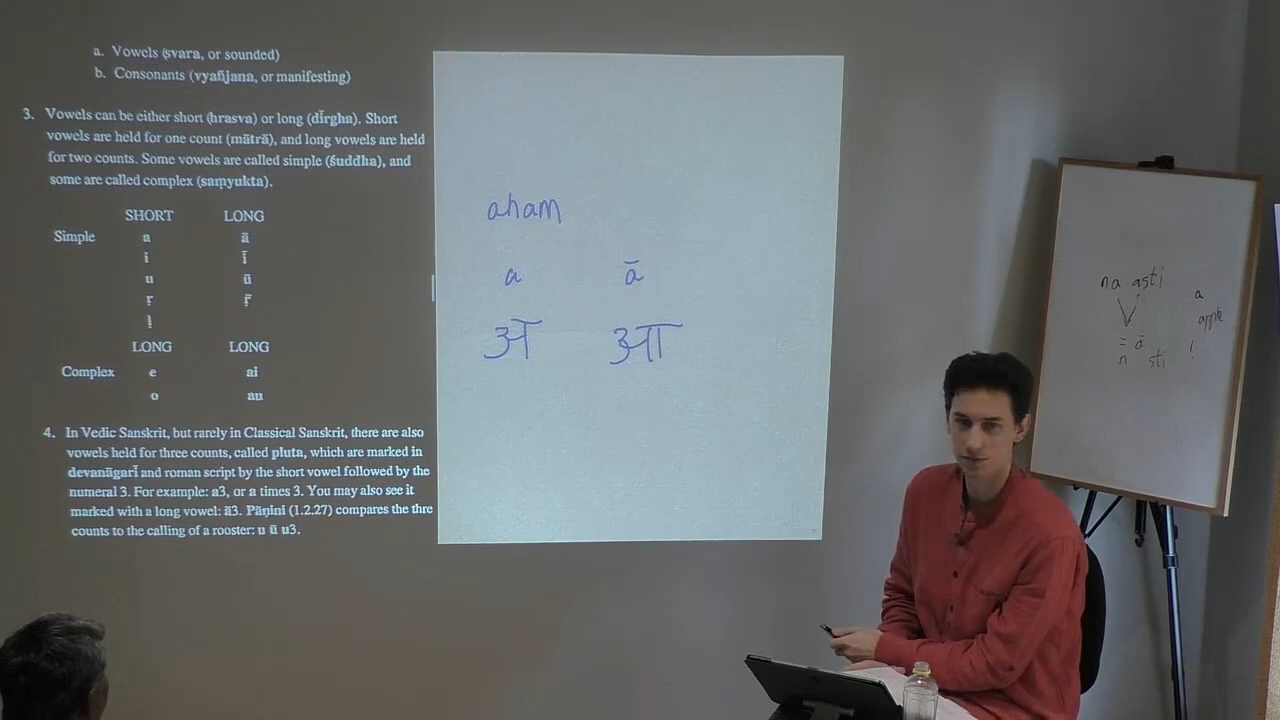 a. Vowels (svara, or sounded)
b. Consonants (vyañjana, or manifesting)
3. Vowels can be either short (hrasva) or long (dīrgha). Short
vowels are held for one count (mātrā), and long vowels are held
for two counts. Some vowels are called simple (śuddha), and
some are called complex (saṃyukta).
SHORT LONG
Simple a ā
i ī
u ū
ṛ ṝ
ḷ
LONG LONG
Complex e ai
o au
4. In Vedic Sanskrit, but rarely in Classical Sanskrit, there are also
vowels held for three counts, called pluta, which are marked in
devanāgarī and roman script by the short vowel followed by the
numeral 3. For example: a3, or a times 3. You may also see it
marked with a long vowel: ā3. Pāṇini (1.2.27) compares the thre
counts to the calling of a rooster: u ū u3.
aham
a ā
अ आ
na asti
ā
n sti
a
apple
!